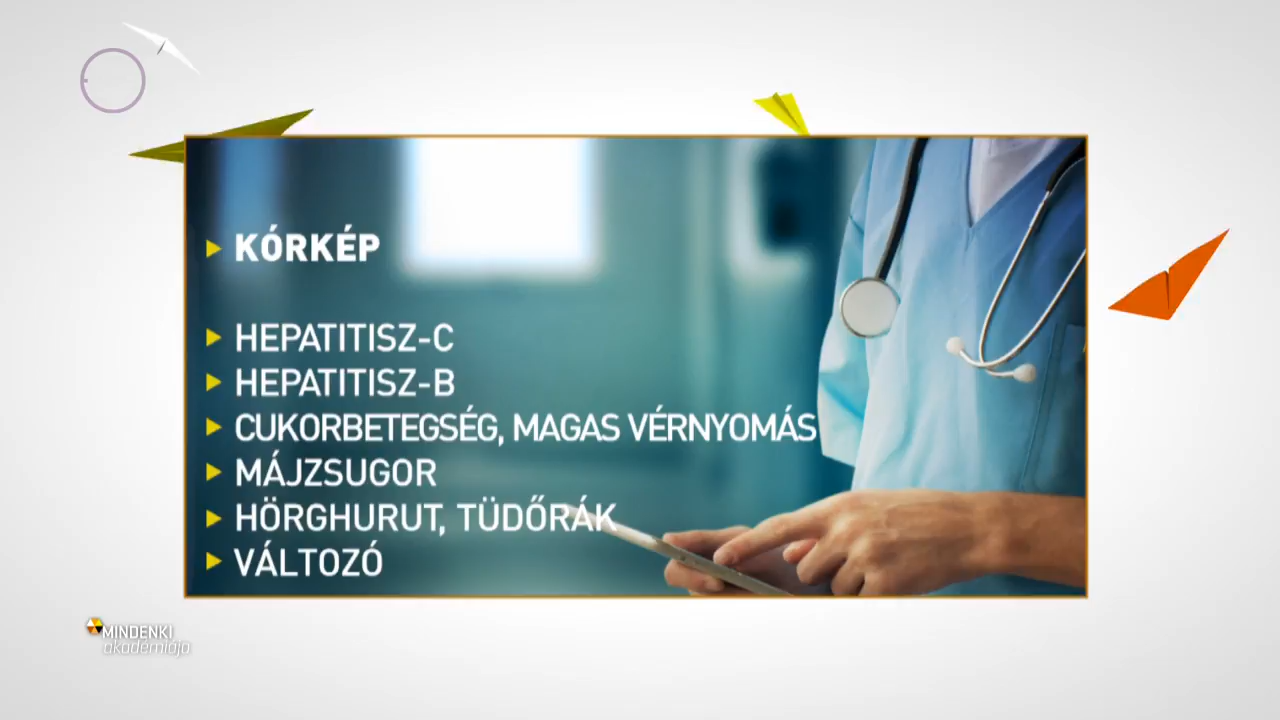 KÓRKÉP
HEPATITISZ-C
HEPATITISZ-B
CUKORBETEGSÉG, MAGAS VÉRNYOMÁS
MÁJZSUGOR
HÖRGHURUT, TÜDŐRÁK
VÁLTOZÓ
MINDENKI
akadémiája